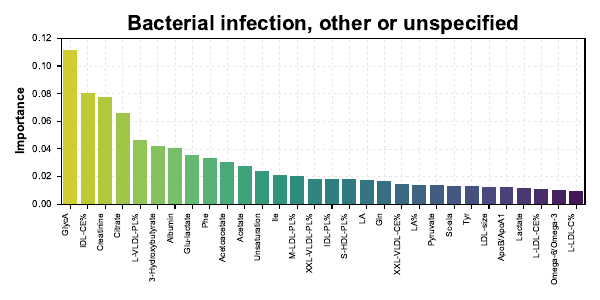 Bacterial infection, other or unspecified
Importance
0.12
0.10
0.08
0.06
0.04
0.02
0.00
GlycA
IDL-CE%
Creatinine
Citrate
L-VLDL-PL%
3-Hydroxybutyrate
Albumin
Glu-lactate
Phe
Acetoacetate
Acetate
Unsaturation
Ile
M-LDL-PL%
XXL-VLDL-PL%
IDL-PL%
S-HDL-PL%
LA
Gln
XXL-VLDL-CE%
LA%
Pyruvate
Soala
Tyr
LDL-size
ApoB/ApoA1
Lactate
L-LDL-CE%
Omega-6/Omega-3
L-LDL-C%